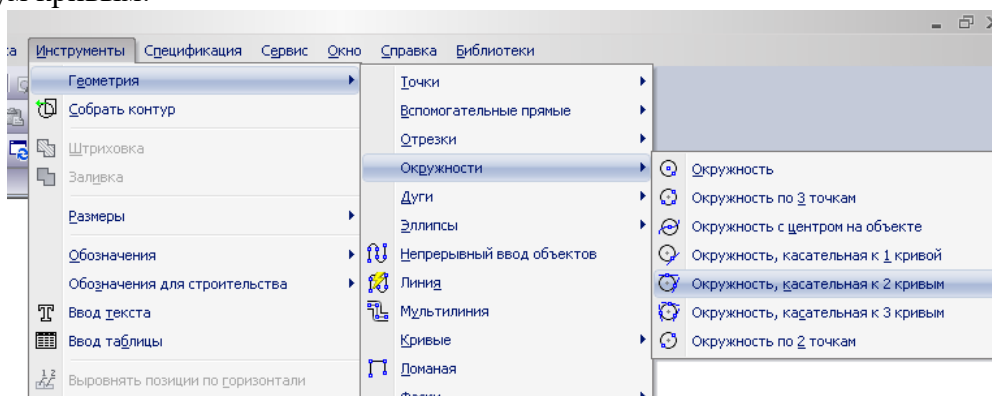 кривым.
Инструменты Спецификация Сервис Окно Справка Библиотеки
Геометрия
Собрать контур
Штриховка
Заливка
Размеры
Обозначения
Обозначения для строительства
Ввод текста
Ввод таблицы
Выровнять позиции по горизонтали
Точки
Вспомогательные прямые
Отрезки
Окружности
Дуги
Эллипсы
Непрерывный ввод объектов
Линия
Мультилиния
Кривые
Ломаная
Окружность
Окружность по 3 точкам
Окружность с центром на объекте
Окружность, касательная к 1 кривой
Окружность, касательная к 2 кривым
Окружность, касательная к 3 кривым
Окружность по 2 точкам